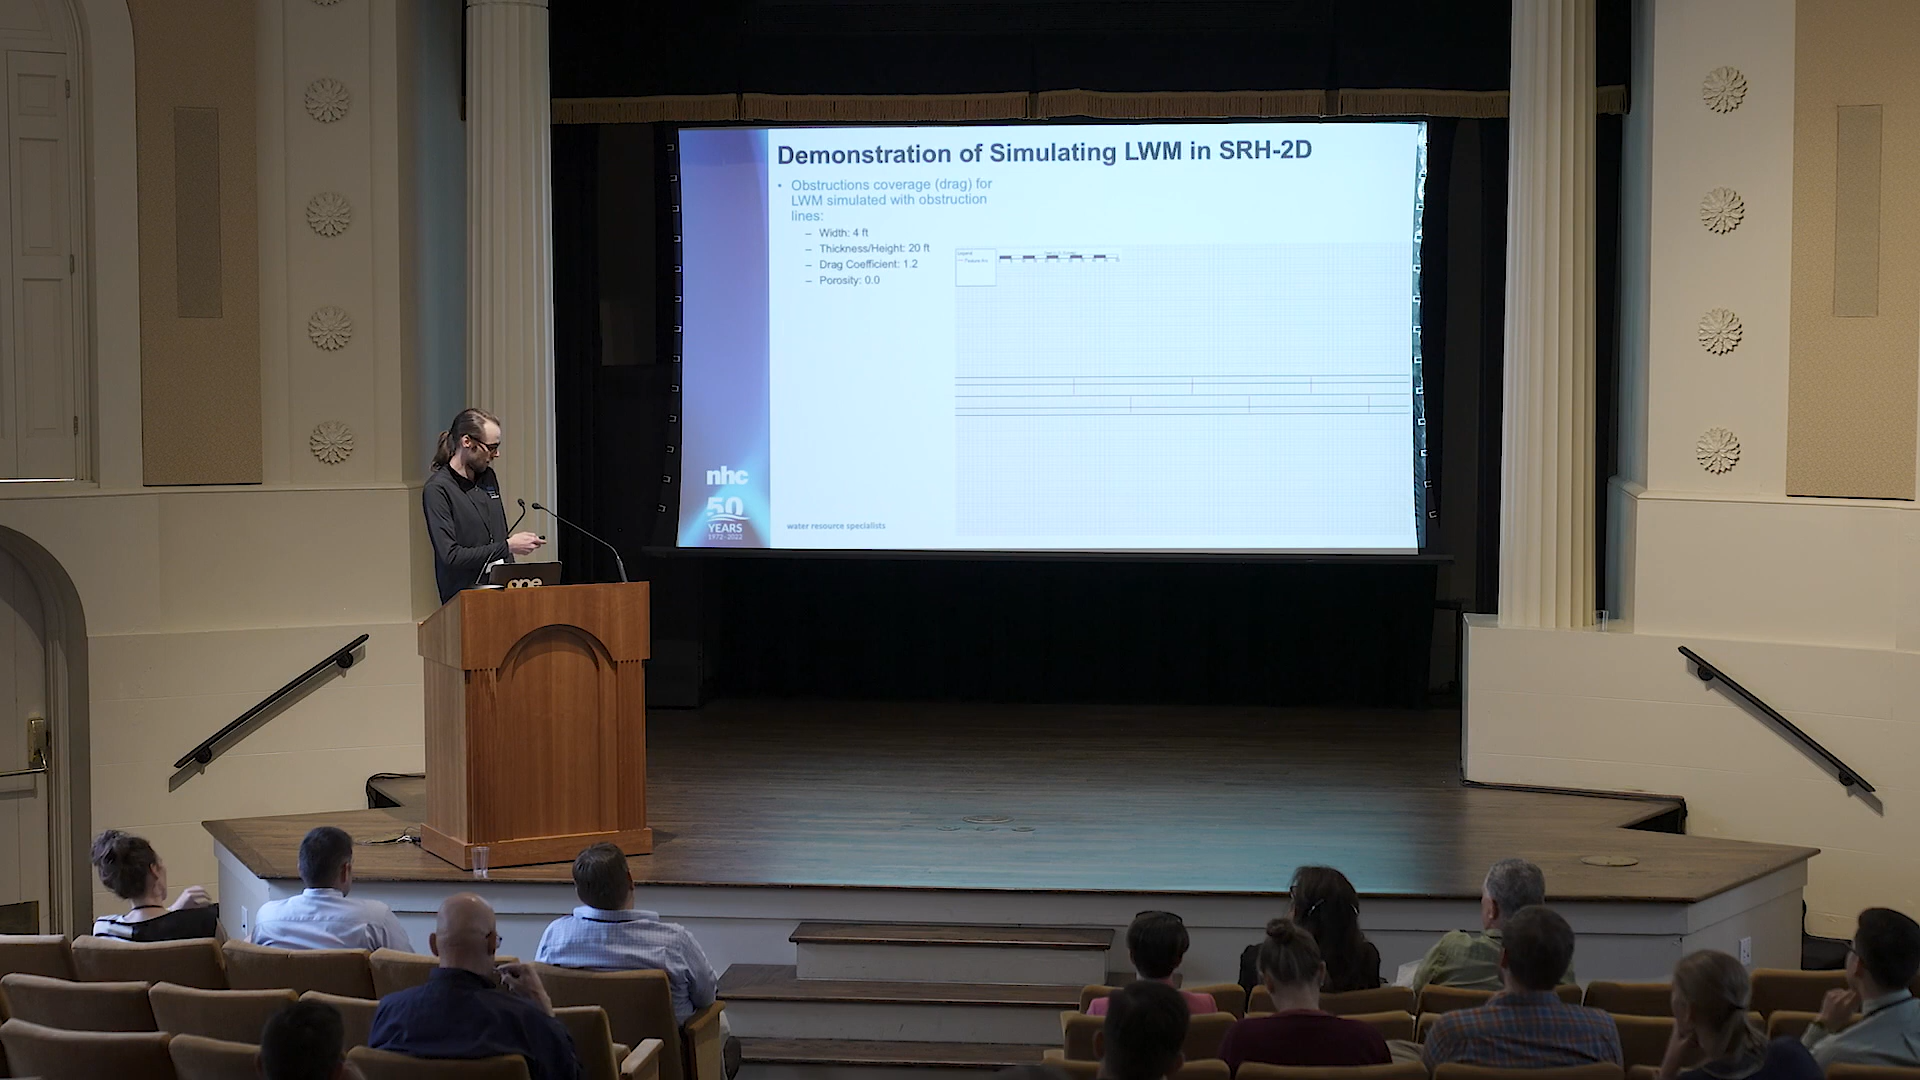 Demonstration of Simulating LWM in SRH-2D
• Obstructions coverage (drag) for
LWM simulated with obstruction
lines:
– Width: 4 ft
– Thickness/Height: 20 ft
– Drag Coefficient: 1.2
– Porosity: 0.0
nhc
50
YEARS
1972-2022
water resource specialists